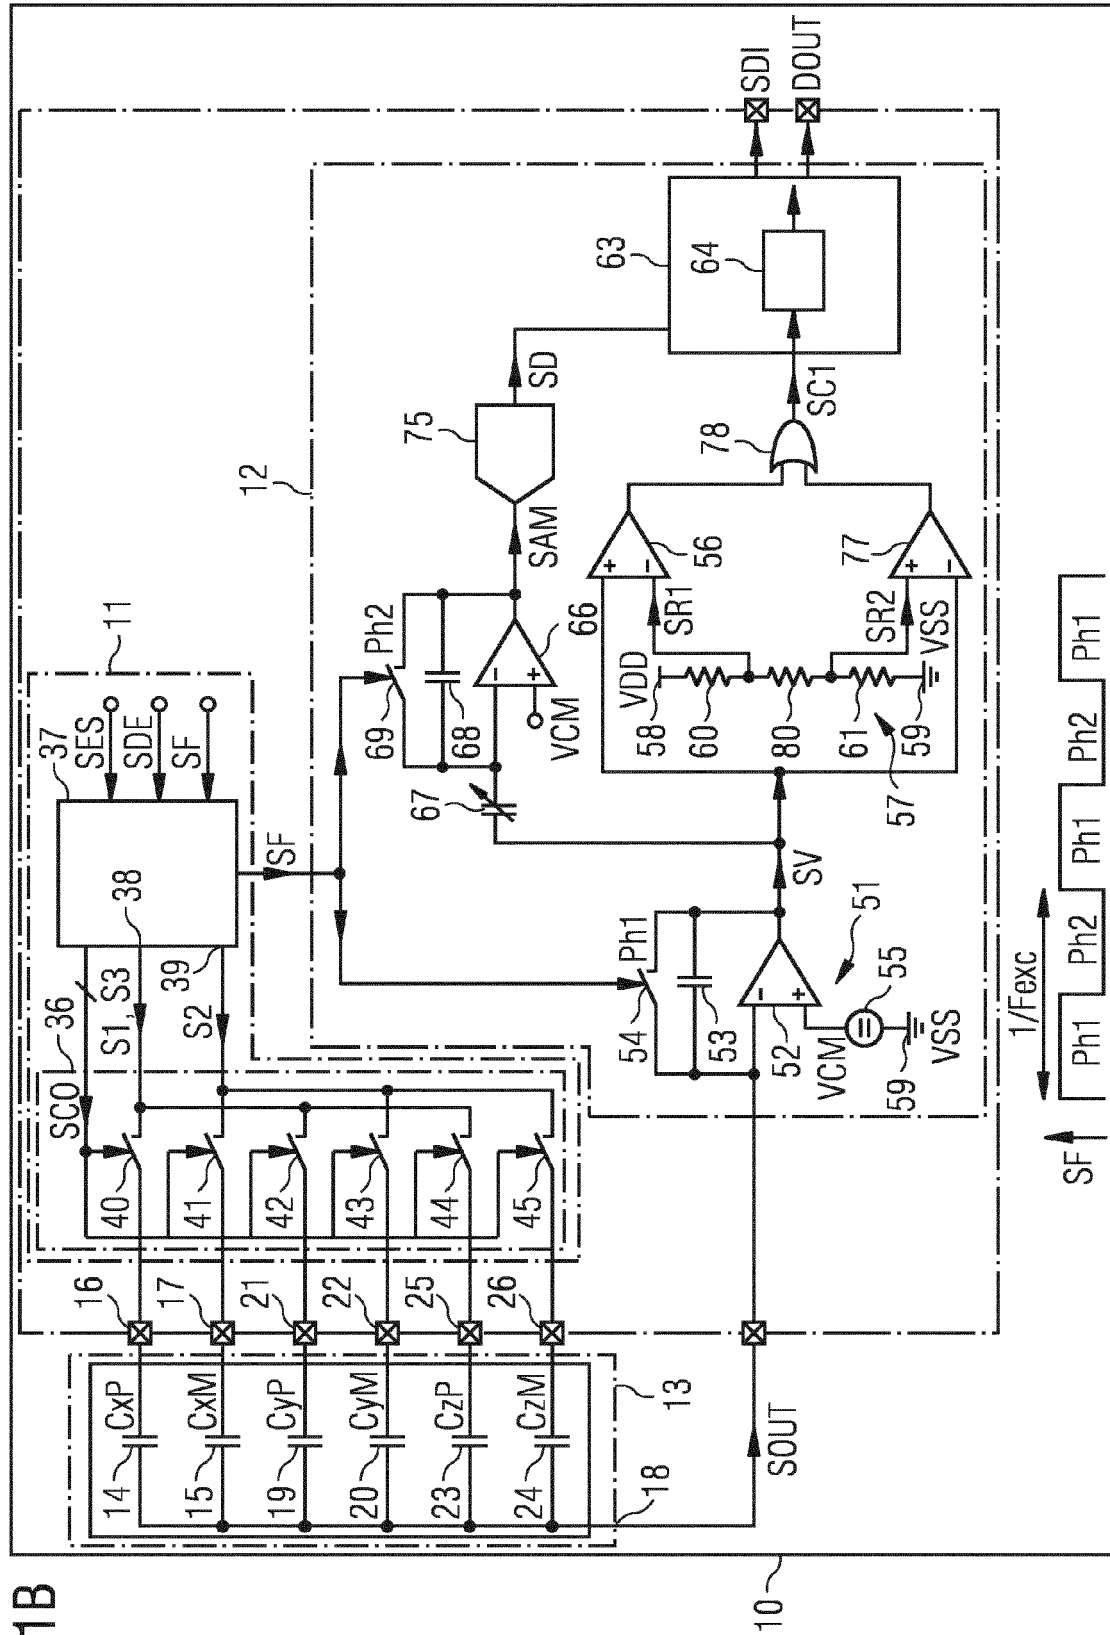 1B
10
11
12
13
SES
SDE
SF
37
38
39
36
SCO
S1, S3
S2
SF
40
41
42
43
44
45
16
17
21
22
25
26
14
CxP
15
CxM
19
CyP
20
CyM
23
CzP
24
CzM
18
SOUT
54
Ph1
53
52
51
VCM
55
59
VSS
SV
67
69
Ph2
68
66
VCM
SAM
75
SD
VDD
58
60
80
61
59
57
SR1
SR2
VSS
56
77
78
SC1
63
64
SDI
DOUT
SF
1/Fexc
Ph1
Ph2
Ph1
Ph2
Ph1